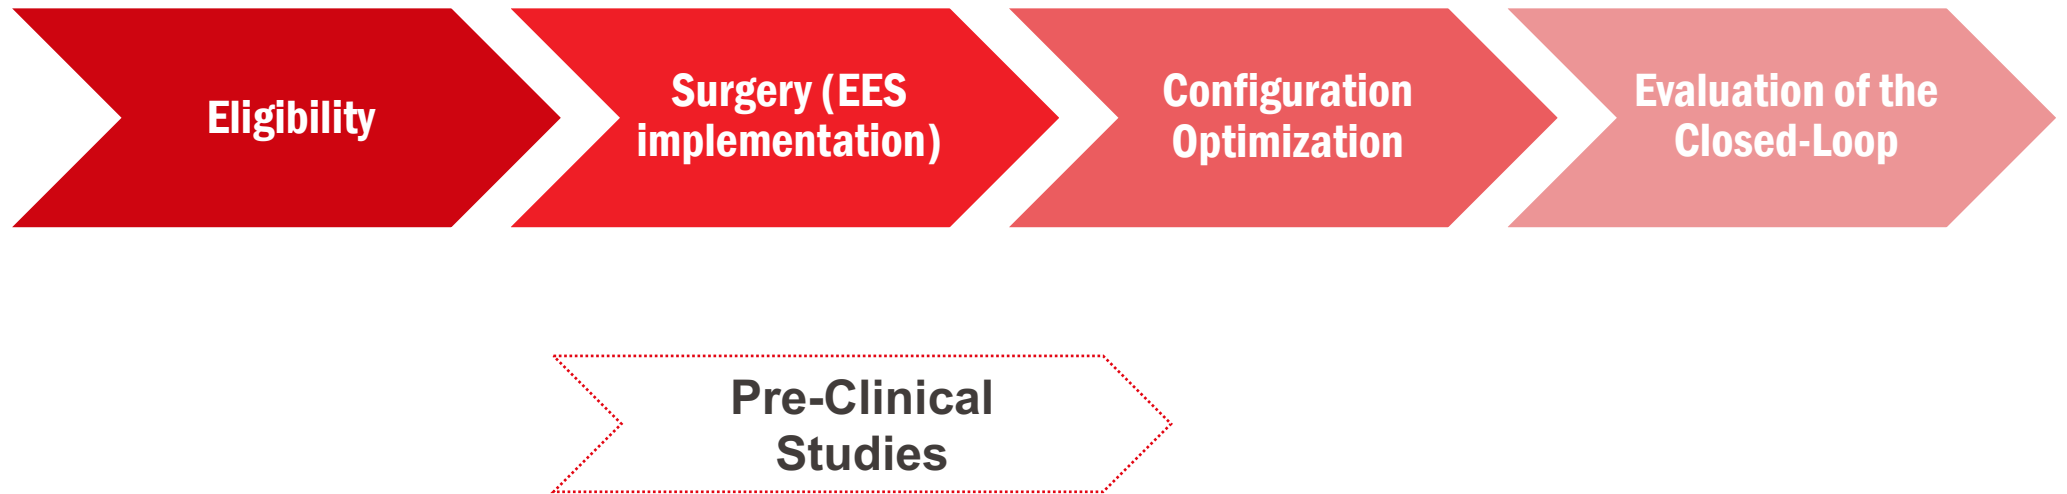 Eligibility
Surgery (EES
implementation)
Configuration
Optimization
Evaluation of the
Closed-Loop
Pre-Clinical
Studies